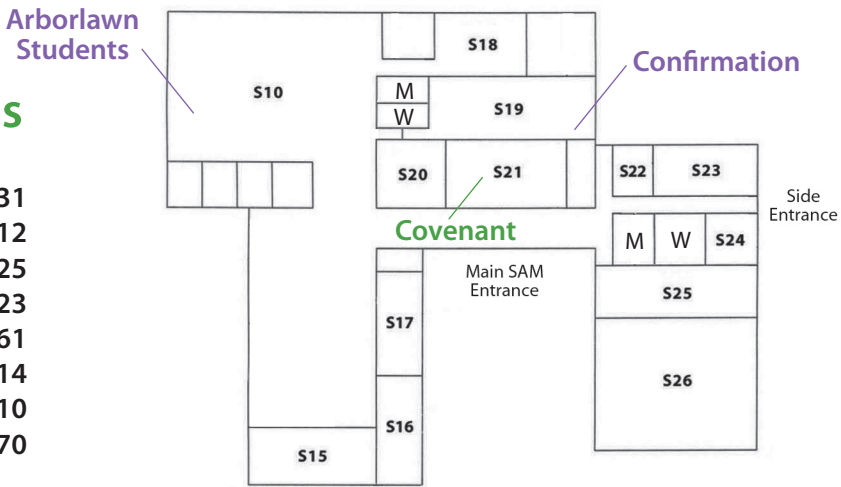 Arborlawn
Students
S
31
12
25
23
61
14
10
70
S18
Confirmation
S10
M
W
S19
S20
S21
S22
S23
Side
Entrance
Covenant
M
W
S24
Main SAM
Entrance
S25
S17
S26
S16
S15